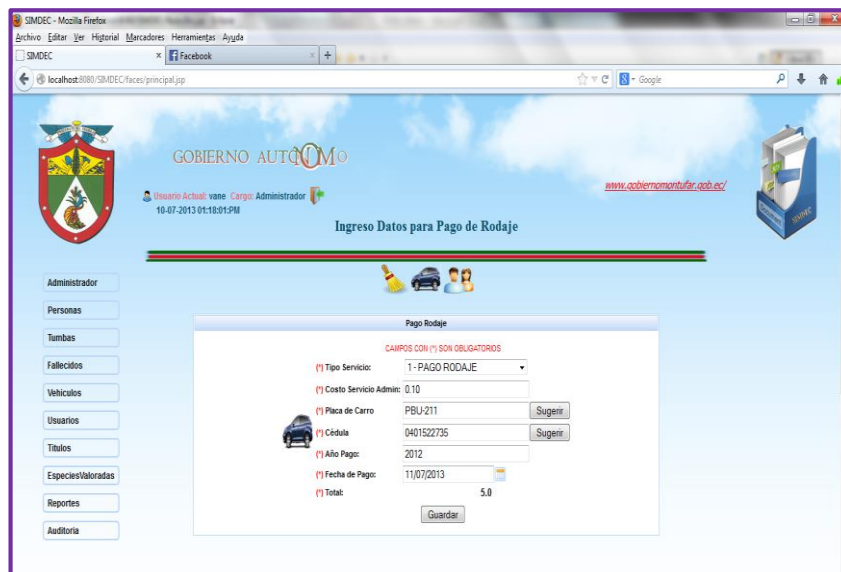 SIMDEC - Mozilla Firefox
Archivo Editar Ver Historial Marcadores Herramientas Ayuda
SIMDEC × Facebook × +
localhost:8080/SIMDEC/faces/principal.jsp Google
GOBIERNO AUTÓNOMO
www.gobiernomontufar.gob.ec/
Usuario Actual: vane Cargo: Administrador
10-07-2013 01:18:01:PM
Ingreso Datos para Pago de Rodaje
SIMDEC
Administrador
Personas
Tumbas
Fallecidos
Vehiculos
Usuarios
Titulos
EspeciesValoradas
Reportes
Auditoria
Pago Rodaje
CAMPOS CON (*) SON OBLIGATORIOS
(*) Tipo Servicio: 1 - PAGO RODAJE
(*) Costo Servicio Admin: 0.10
(*) Placa de Carro PBU-211 Sugerir
(*) Cèdula 0401522735 Sugerir
(*) Año Pago: 2012
(*) Fecha de Pago: 11/07/2013
(*) Total: 5.0
Guardar